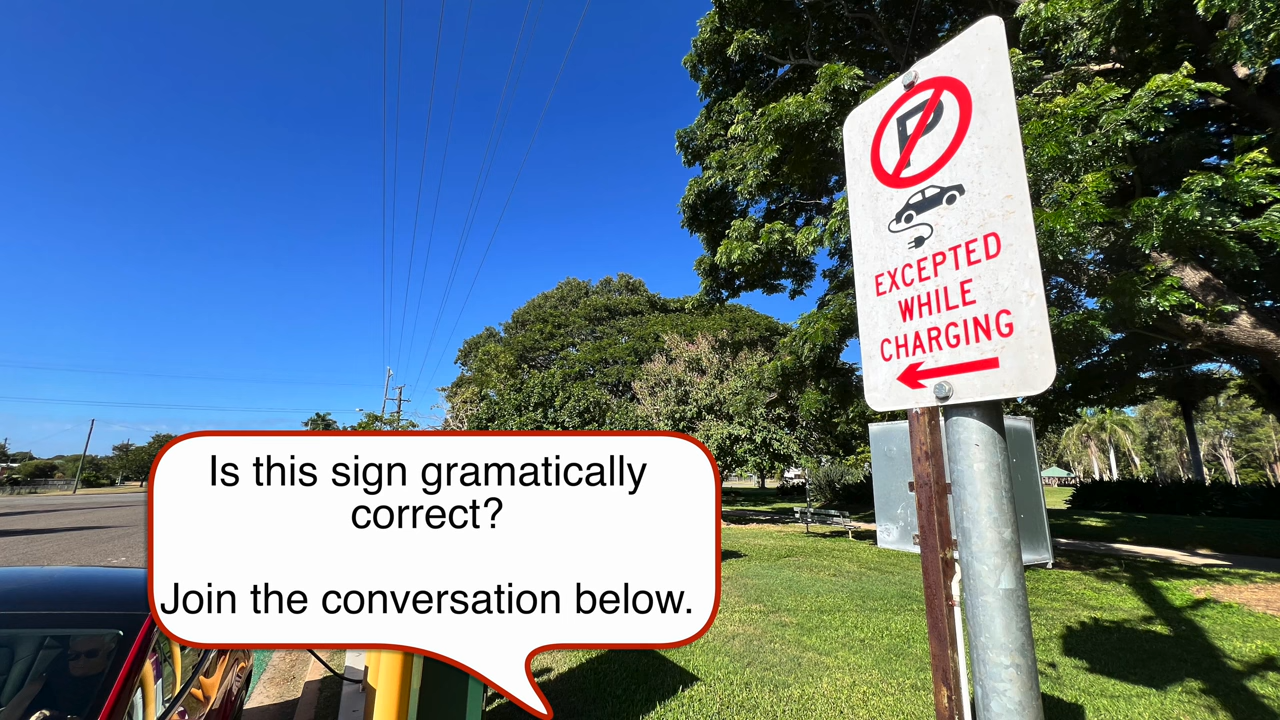 P
EXCEPTED
WHILE
CHARGING
Is this sign gramatically
correct?
Join the conversation below.